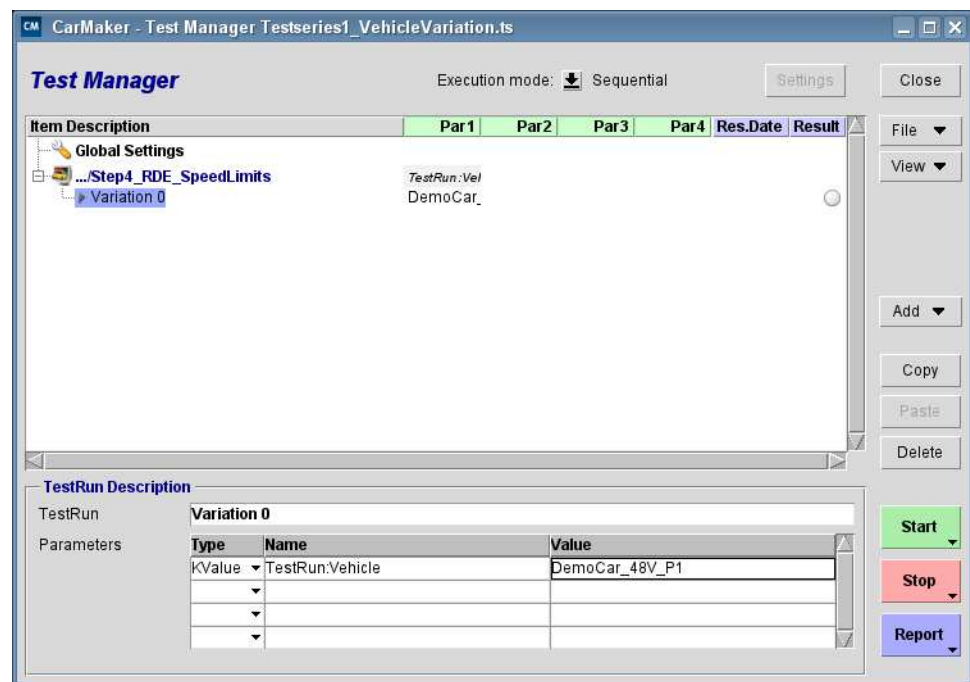 CM CarMaker - Test Manager Testseries1_VehicleVariation.ts
Test Manager Execution mode: Sequential Settings Close
Item Description Par1 Par2 Par3 Par4 Res.Date Result File
Global Settings
View
.../Step4_RDE_SpeedLimits TestRun:Vel
Variation 0 DemoCar_
Add
Copy
Paste
Delete
TestRun Description
TestRun Variation 0
Start
Parameters Type Name Value
KValue TestRun:Vehicle DemoCar_48V_P1
Stop
Report